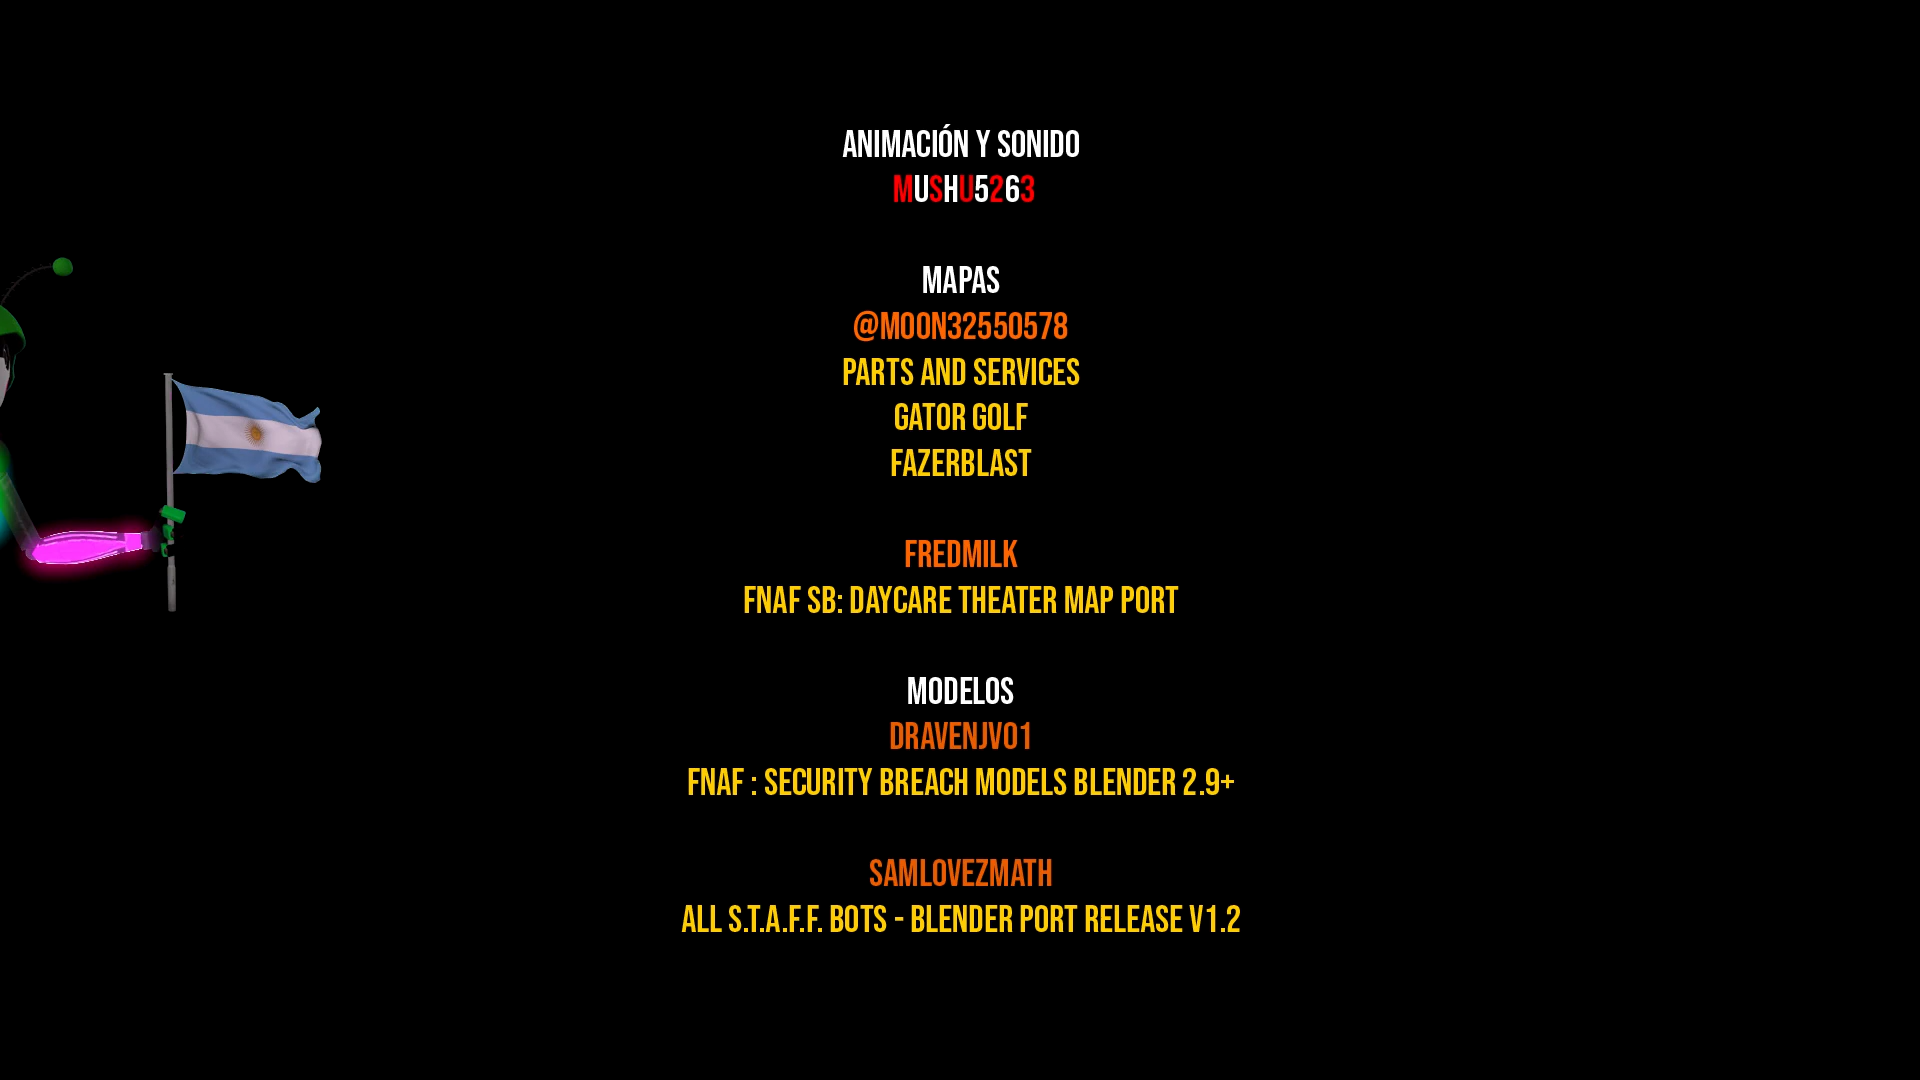 ANIMACIÓN Y SONIDO
MUSHU5263
MAPAS
@MOON32550578
PARTS AND SERVICES
GATOR GOLF
FAZERBLAST
FREDMILK
FNAF SB: DAYCARE THEATER MAP PORT
MODELOS
DRAVENJV01
FNAF : SECURITY BREACH MODELS BLENDER 2.9+
SAMLOVEZMATH
ALL S.T.A.F.F. BOTS - BLENDER PORT RELEASE V1.2